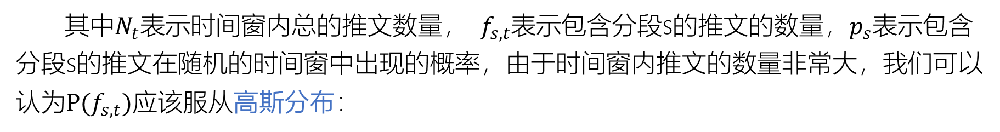 其中Nₜ表示时间窗内总的推文数量， fₛ,ₜ表示包含分段s的推文的数量，pₛ表示包含
分段s的推文在随机的时间窗中出现的概率，由于时间窗内推文的数量非常大，我们可以
认为P(fₛ,ₜ)应该服从高斯分布：